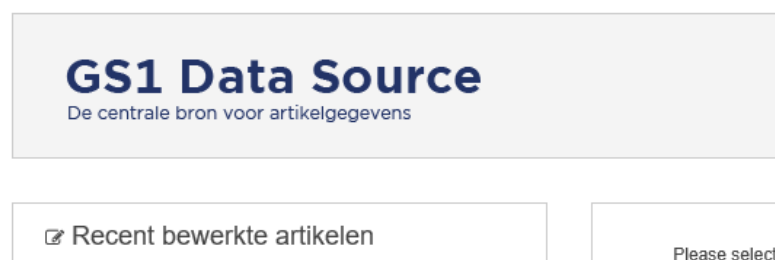 GS1 Data Source
De centrale bron voor artikelgegevens
Recent bewerkte artikelen
Please select